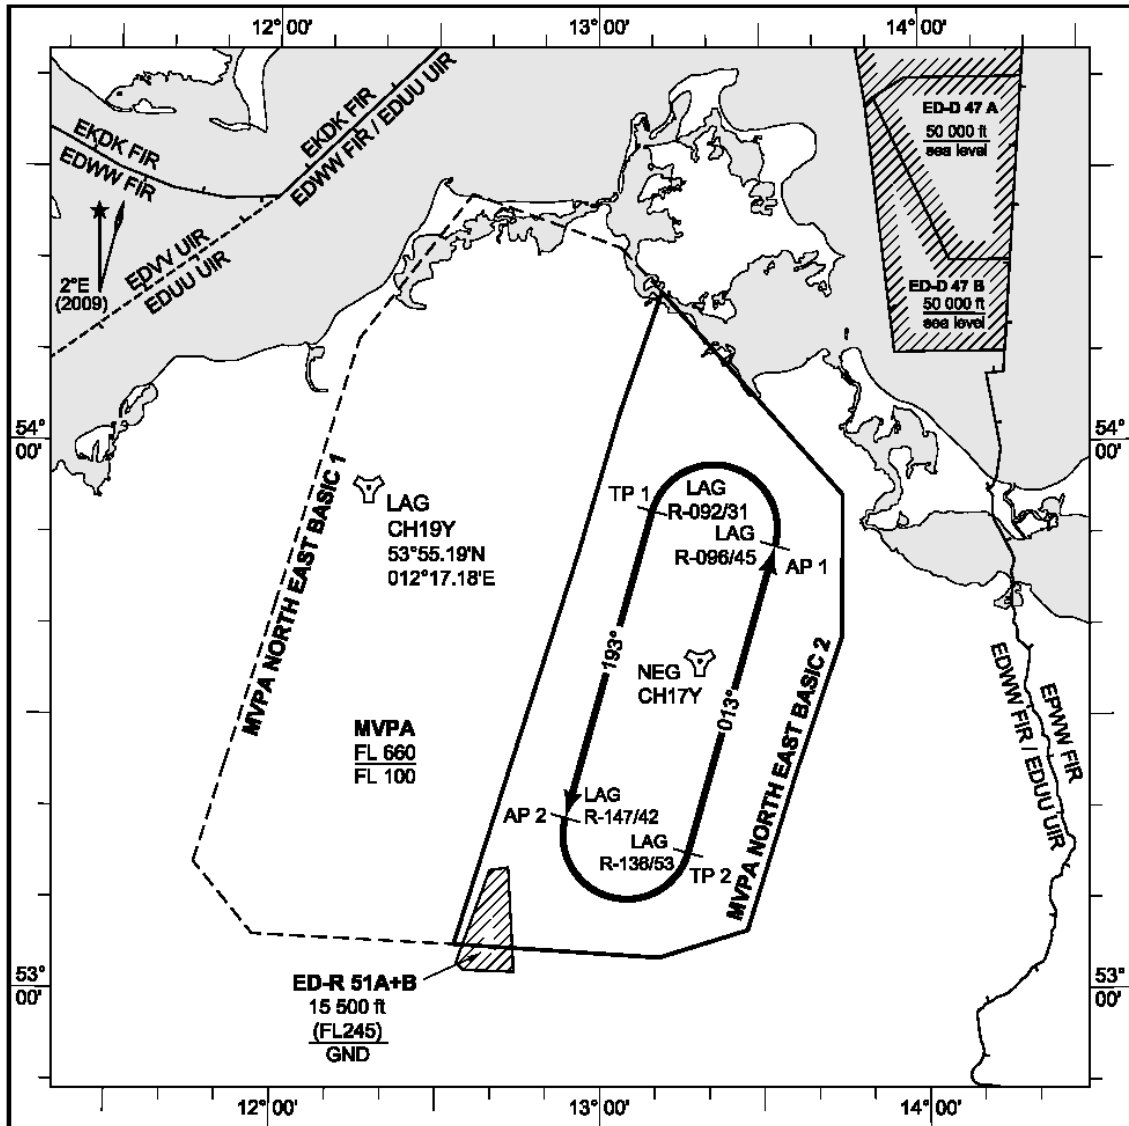 12°00'
13°00'
14°00'
EKDK FIR
EDWW FIR
EKDK FIR
EDWW FIR / EDUU UIR
EDVV UIR
EDUU UIR
2°E
(2009)
ED-D 47 A
50 000 ft
sea level
ED-D 47 B
50 000 ft
sea level
54°
00'
54°
00'
MVPA NORTH EAST BASIC 1
LAG
CH19Y
53°55.19'N
012°17.18'E
TP 1
LAG
R-092/31
LAG
R-096/45
AP 1
193°
NEG
CH17Y
013°
MVPA NORTH EAST BASIC 2
EDWW FIR / EDUU UIR
EPWW FIR
MVPA
FL 660
FL 100
AP 2
LAG
R-147/42
LAG
R-136/53
TP 2
ED-R 51A+B
15 500 ft
(FL245)
GND
53°
00'
53°
00'
12°00'
13°00'
14°00'